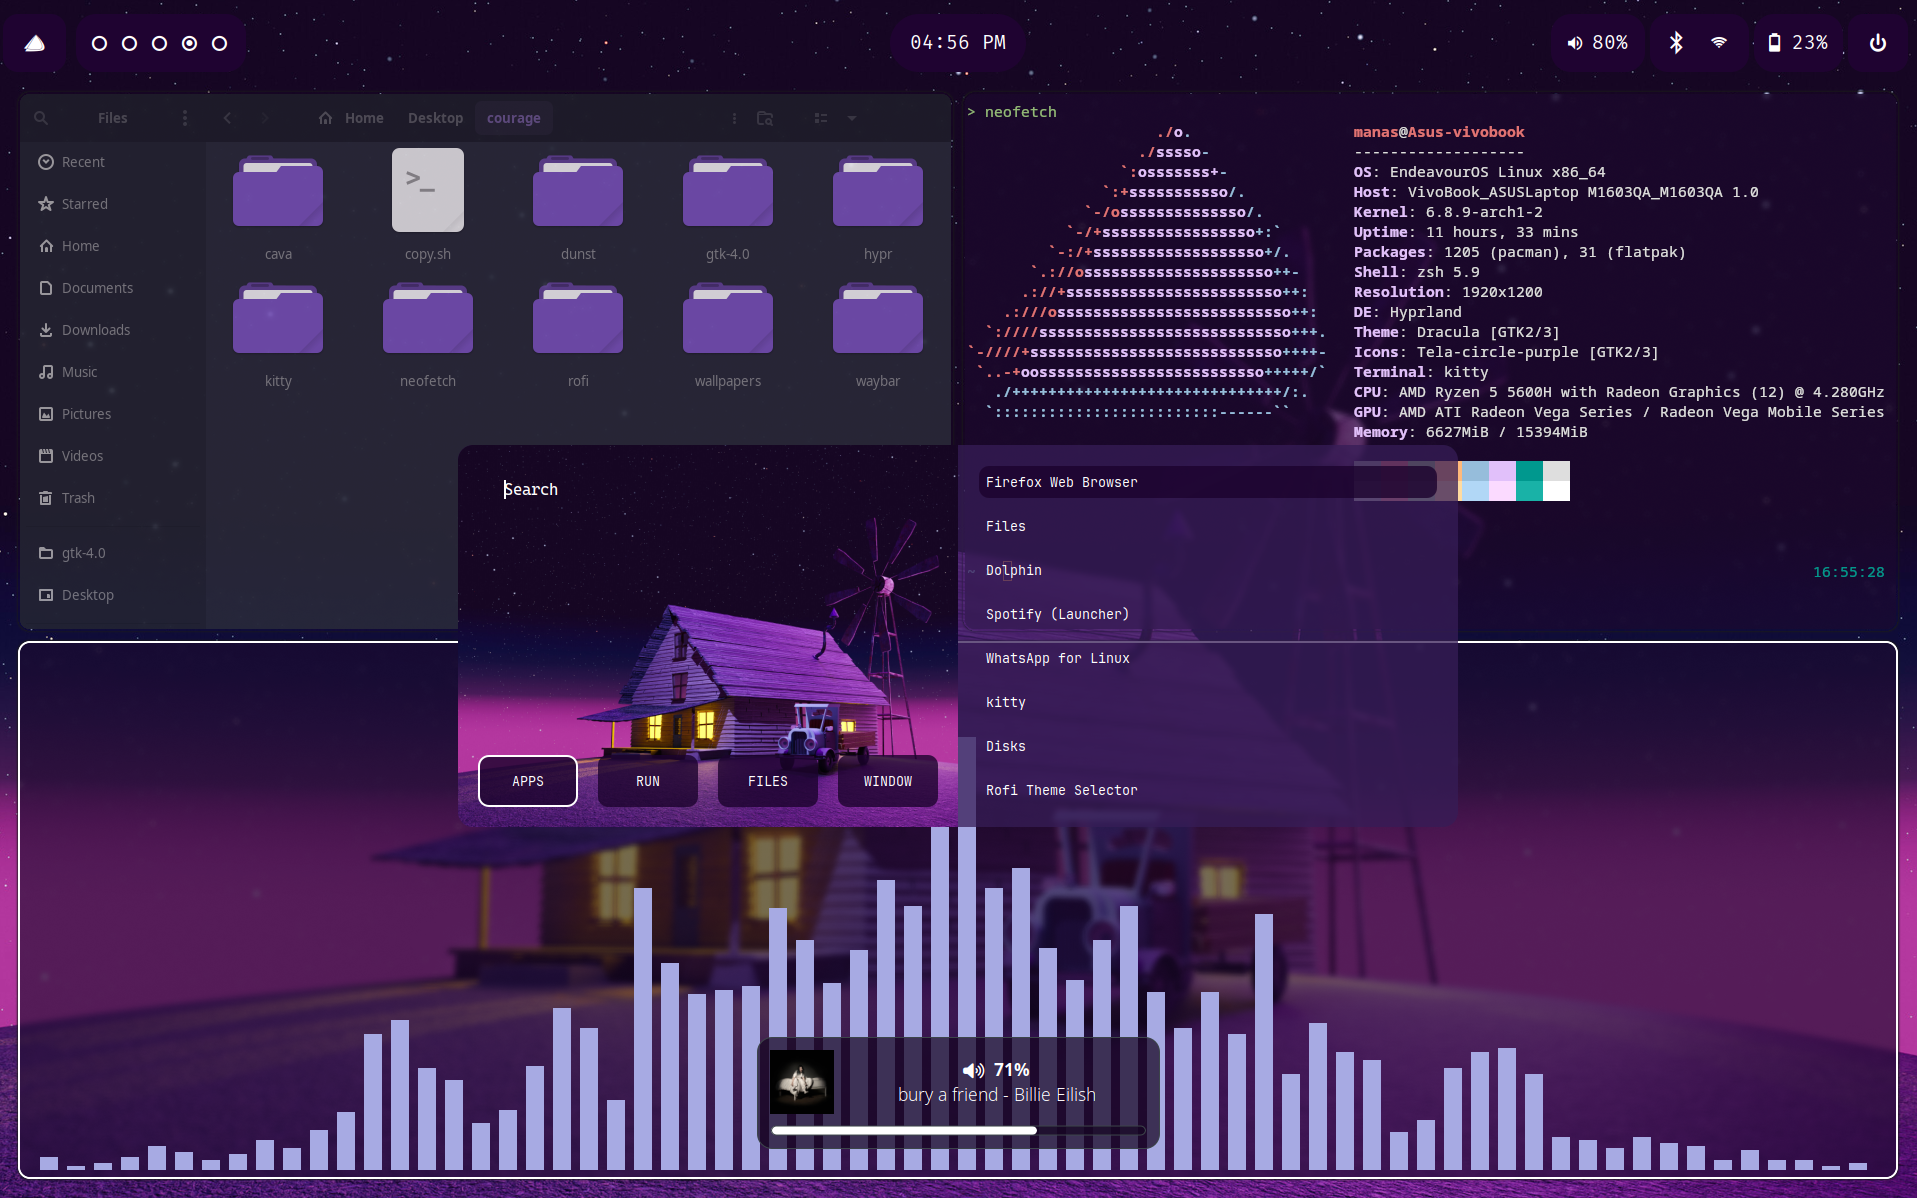 04:56 PM
80%
23%
Files
Home
Desktop
courage
Recent
Starred
Home
Documents
Downloads
Music
Pictures
Videos
Trash
gtk-4.0
Desktop
>_
cava
copy.sh
dunst
gtk-4.0
hypr
kitty
neofetch
rofi
wallpapers
waybar
> neofetch
./o.
./sssso-
`:osssssss+-
`:+sssssssssso/.
`-/ossssssssssssso/.
`-/+sssssssssssssssso+:`
`-:/+sssssssssssssssssso+/.
`.://osssssssssssssssssssso++-
.://+ssssssssssssssssssssssso++:
.:///ossssssssssssssssssssssssso++:
`:////ssssssssssssssssssssssssssso+++.
`-////+ssssssssssssssssssssssssssso++++-
`..-+oosssssssssssssssssssssssso+++++/`
./++++++++++++++++++++++++++++++/:.
`:::::::::::::::::::::::::------``
manas@Asus-vivobook
-------------------
OS: EndeavourOS Linux x86_64
Host: VivoBook_ASUSLaptop M1603QA_M1603QA 1.0
Kernel: 6.8.9-arch1-2
Uptime: 11 hours, 33 mins
Packages: 1205 (pacman), 31 (flatpak)
Shell: zsh 5.9
Resolution: 1920x1200
DE: Hyprland
Theme: Dracula [GTK2/3]
Icons: Tela-circle-purple [GTK2/3]
Terminal: kitty
CPU: AMD Ryzen 5 5600H with Radeon Graphics (12) @ 4.280GHz
GPU: AMD ATI Radeon Vega Series / Radeon Vega Mobile Series
Memory: 6627MiB / 15394MiB
~
16:55:28
Search
APPS
RUN
FILES
WINDOW
Firefox Web Browser
Files
Dolphin
Spotify (Launcher)
WhatsApp for Linux
kitty
Disks
Rofi Theme Selector
71%
bury a friend - Billie Eilish